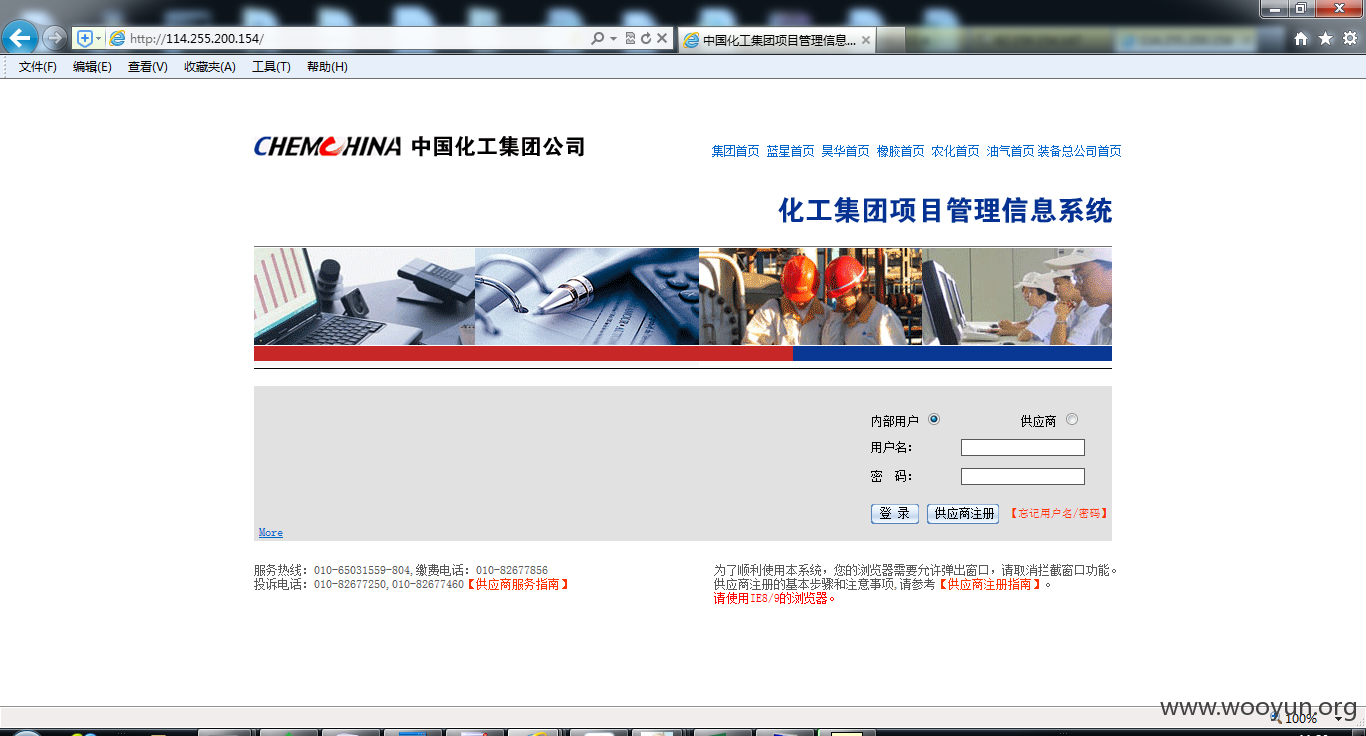 http://114.255.200.154/
中国化工集团项目管理信息...
文件(F) 编辑(E) 查看(V) 收藏夹(A) 工具(T) 帮助(H)
CHEMCHINA 中国化工集团公司
集团首页 蓝星首页 昊华首页 橡胶首页 农化首页 油气首页 装备总公司首页
化工集团项目管理信息系统
内部用户 供应商
用户名：
密 码：
登 录 供应商注册 【忘记用户名/密码】
More
服务热线：010-65031559-804,缴费电话：010-82677856
投诉电话：010-82677250,010-82677460【供应商服务指南】
为了顺利使用本系统，您的浏览器需要允许弹出窗口，请取消拦截窗口功能。
供应商注册的基本步骤和注意事项,请参考【供应商注册指南】。
请使用IE8/9的浏览器。
www.wooyun.org
100%